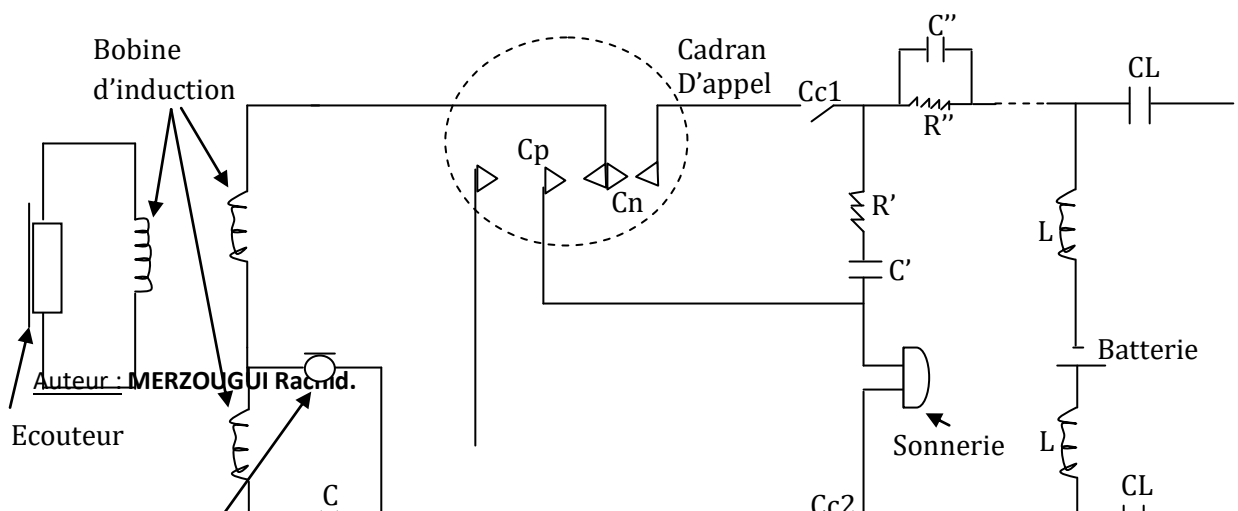 Bobine
d'induction
Cadran
D'appel
C''
CL
Cc1
R''
Cp
Cn
R'
L
C'
Batterie
Auteur : MERZOUGUI Rachid.
Ecouteur
Sonnerie
L
C
Cc2
CL